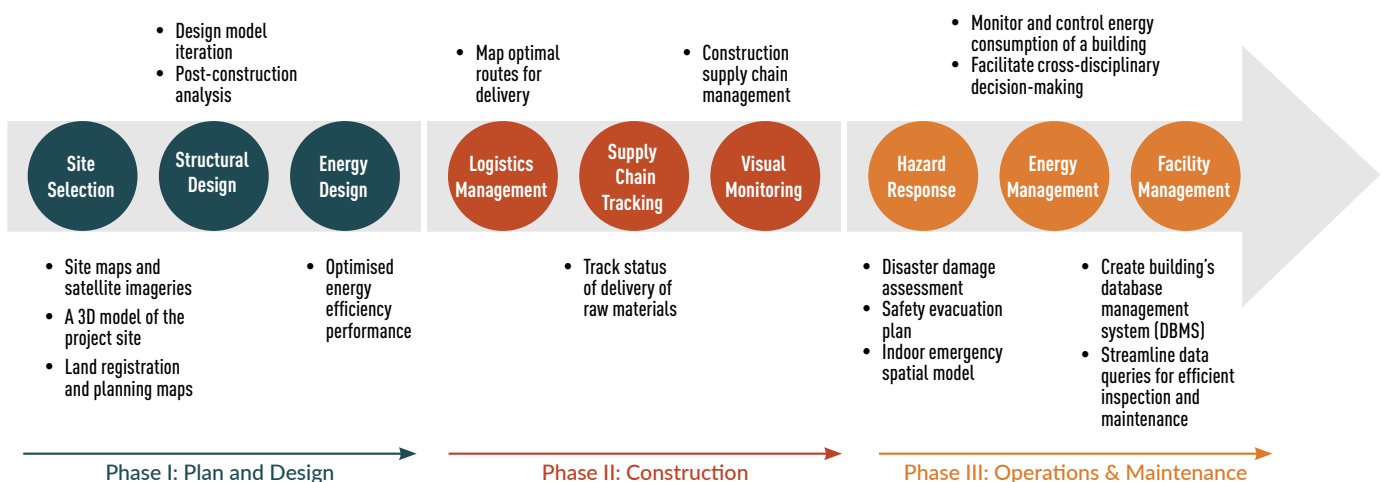 • Design model
iteration
• Post-construction
analysis
• Map optimal
routes for
delivery
• Construction
supply chain
management
• Monitor and control energy
consumption of a building
• Facilitate cross-disciplinary
decision-making
Site
Selection
Structural
Design
Energy
Design
Logistics
Management
Supply
Chain
Tracking
Visual
Monitoring
Hazard
Response
Energy
Management
Facility
Management
• Site maps and
satellite imageries
• A 3D model of the
project site
• Land registration
and planning maps
• Optimised
energy
efficiency
performance
• Track status
of delivery of
raw materials
• Disaster damage
assessment
• Safety evacuation
plan
• Indoor emergency
spatial model
• Create building's
database
management
system (DBMS)
• Streamline data
queries for efficient
inspection and
maintenance
Phase I: Plan and Design
Phase II: Construction
Phase III: Operations & Maintenance